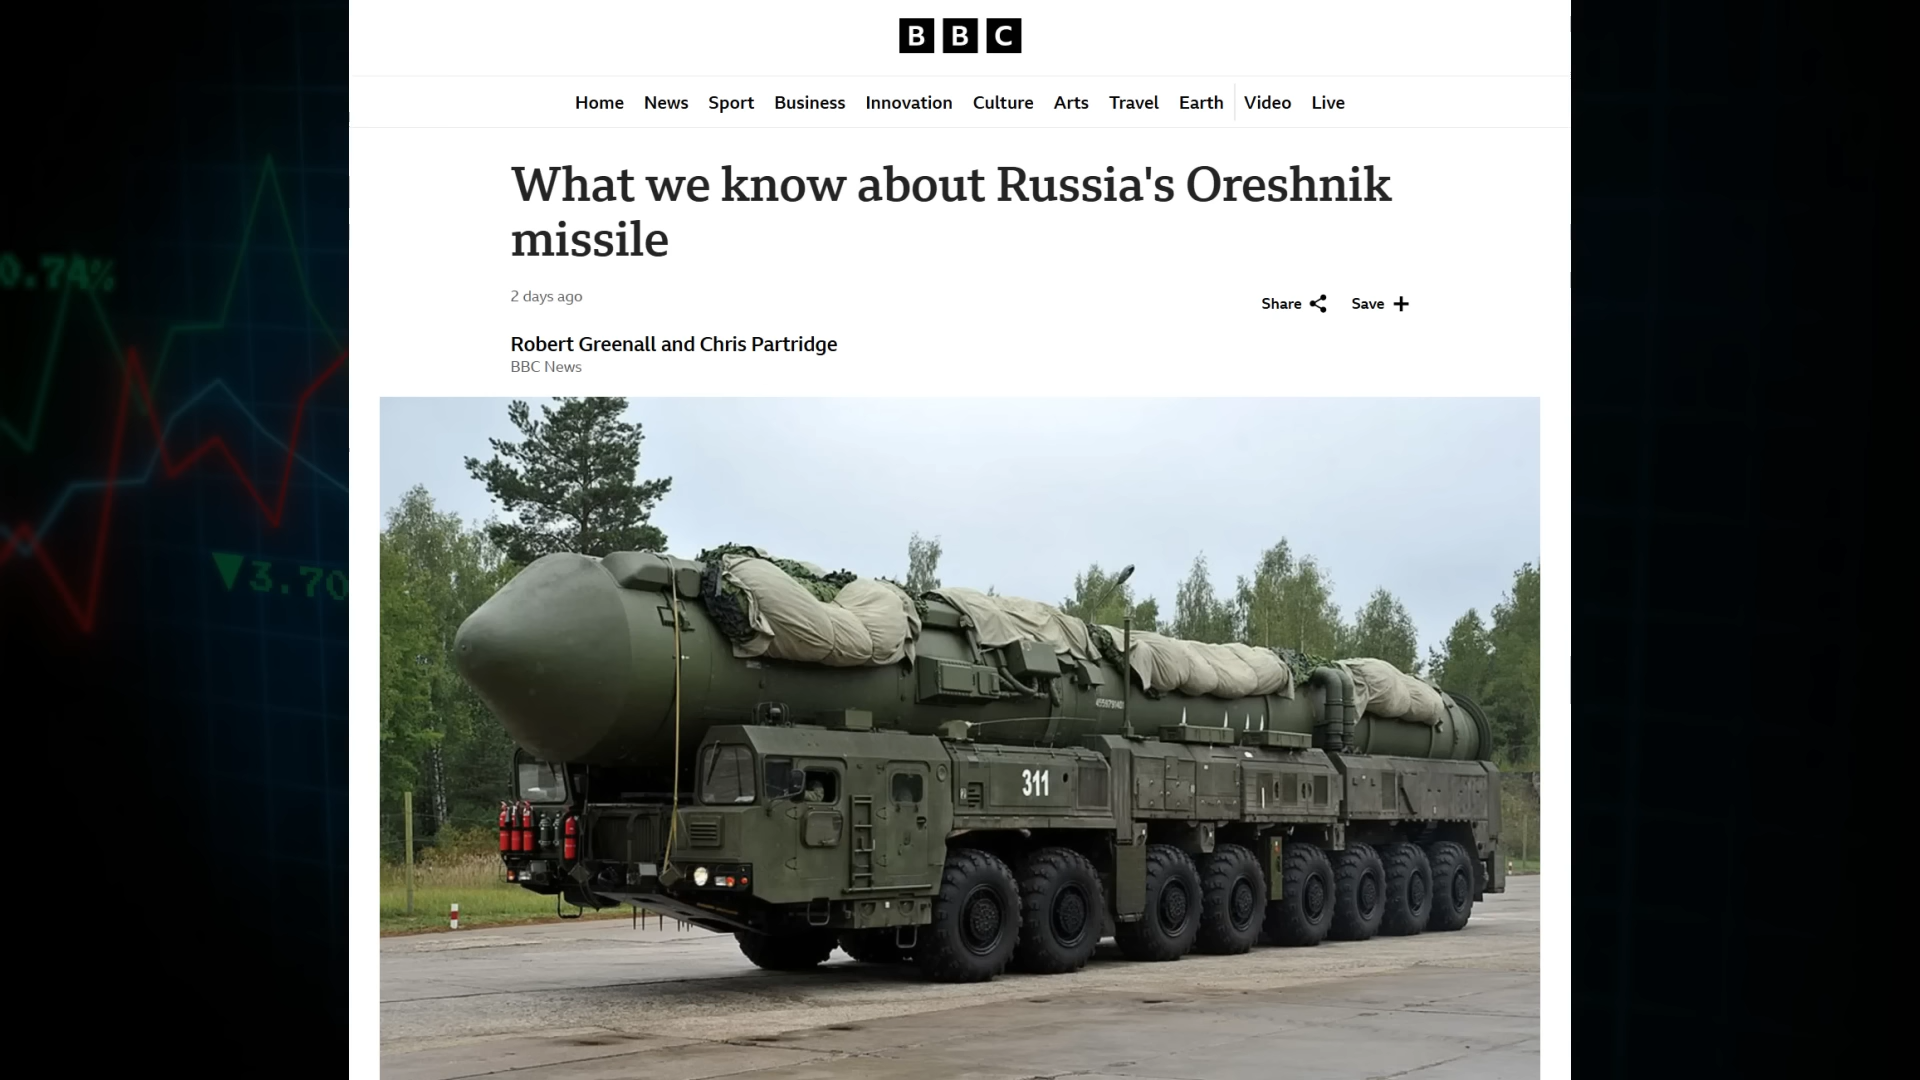 BBC
Home News Sport Business Innovation Culture Arts Travel Earth Video Live
What we know about Russia's Oreshnik
missile
2 days ago
Share Save
Robert Greenall and Chris Partridge
BBC News
0.74%
3.70
311